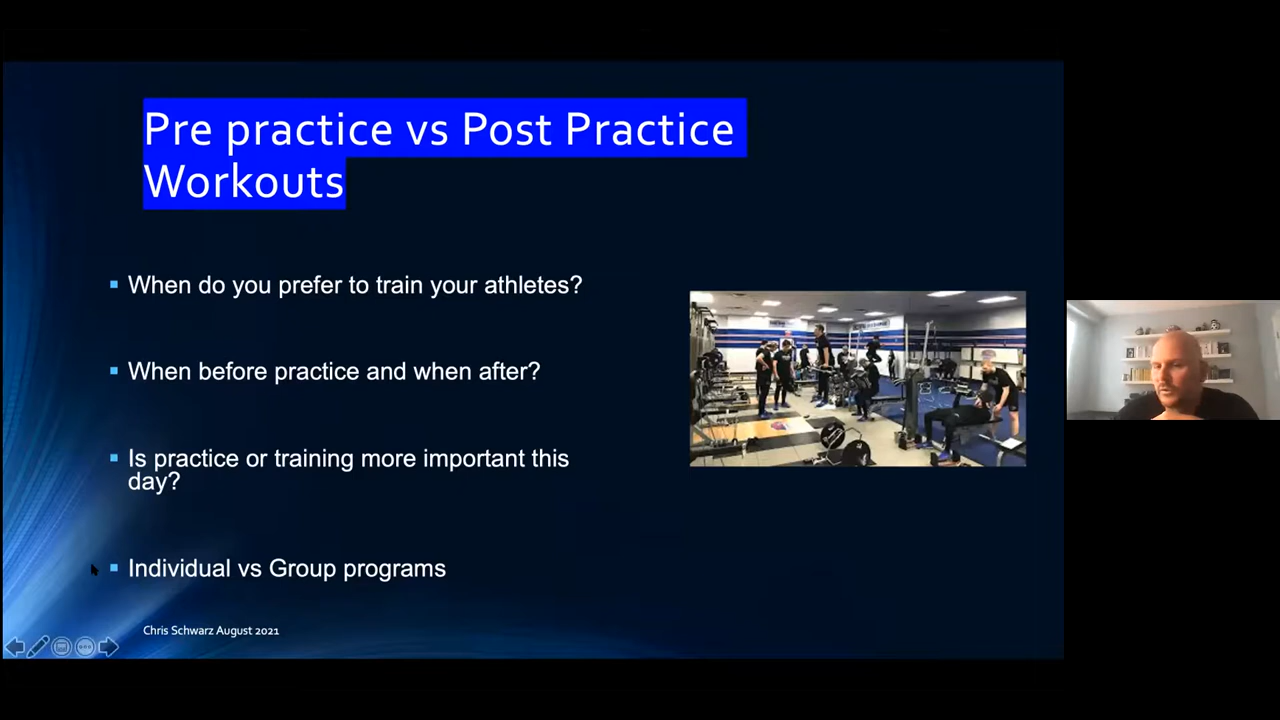 Pre practice vs Post Practice
Workouts
When do you prefer to train your athletes?
When before practice and when after?
Is practice or training more important this
day?
Individual vs Group programs
Chris Schwarz August 2021